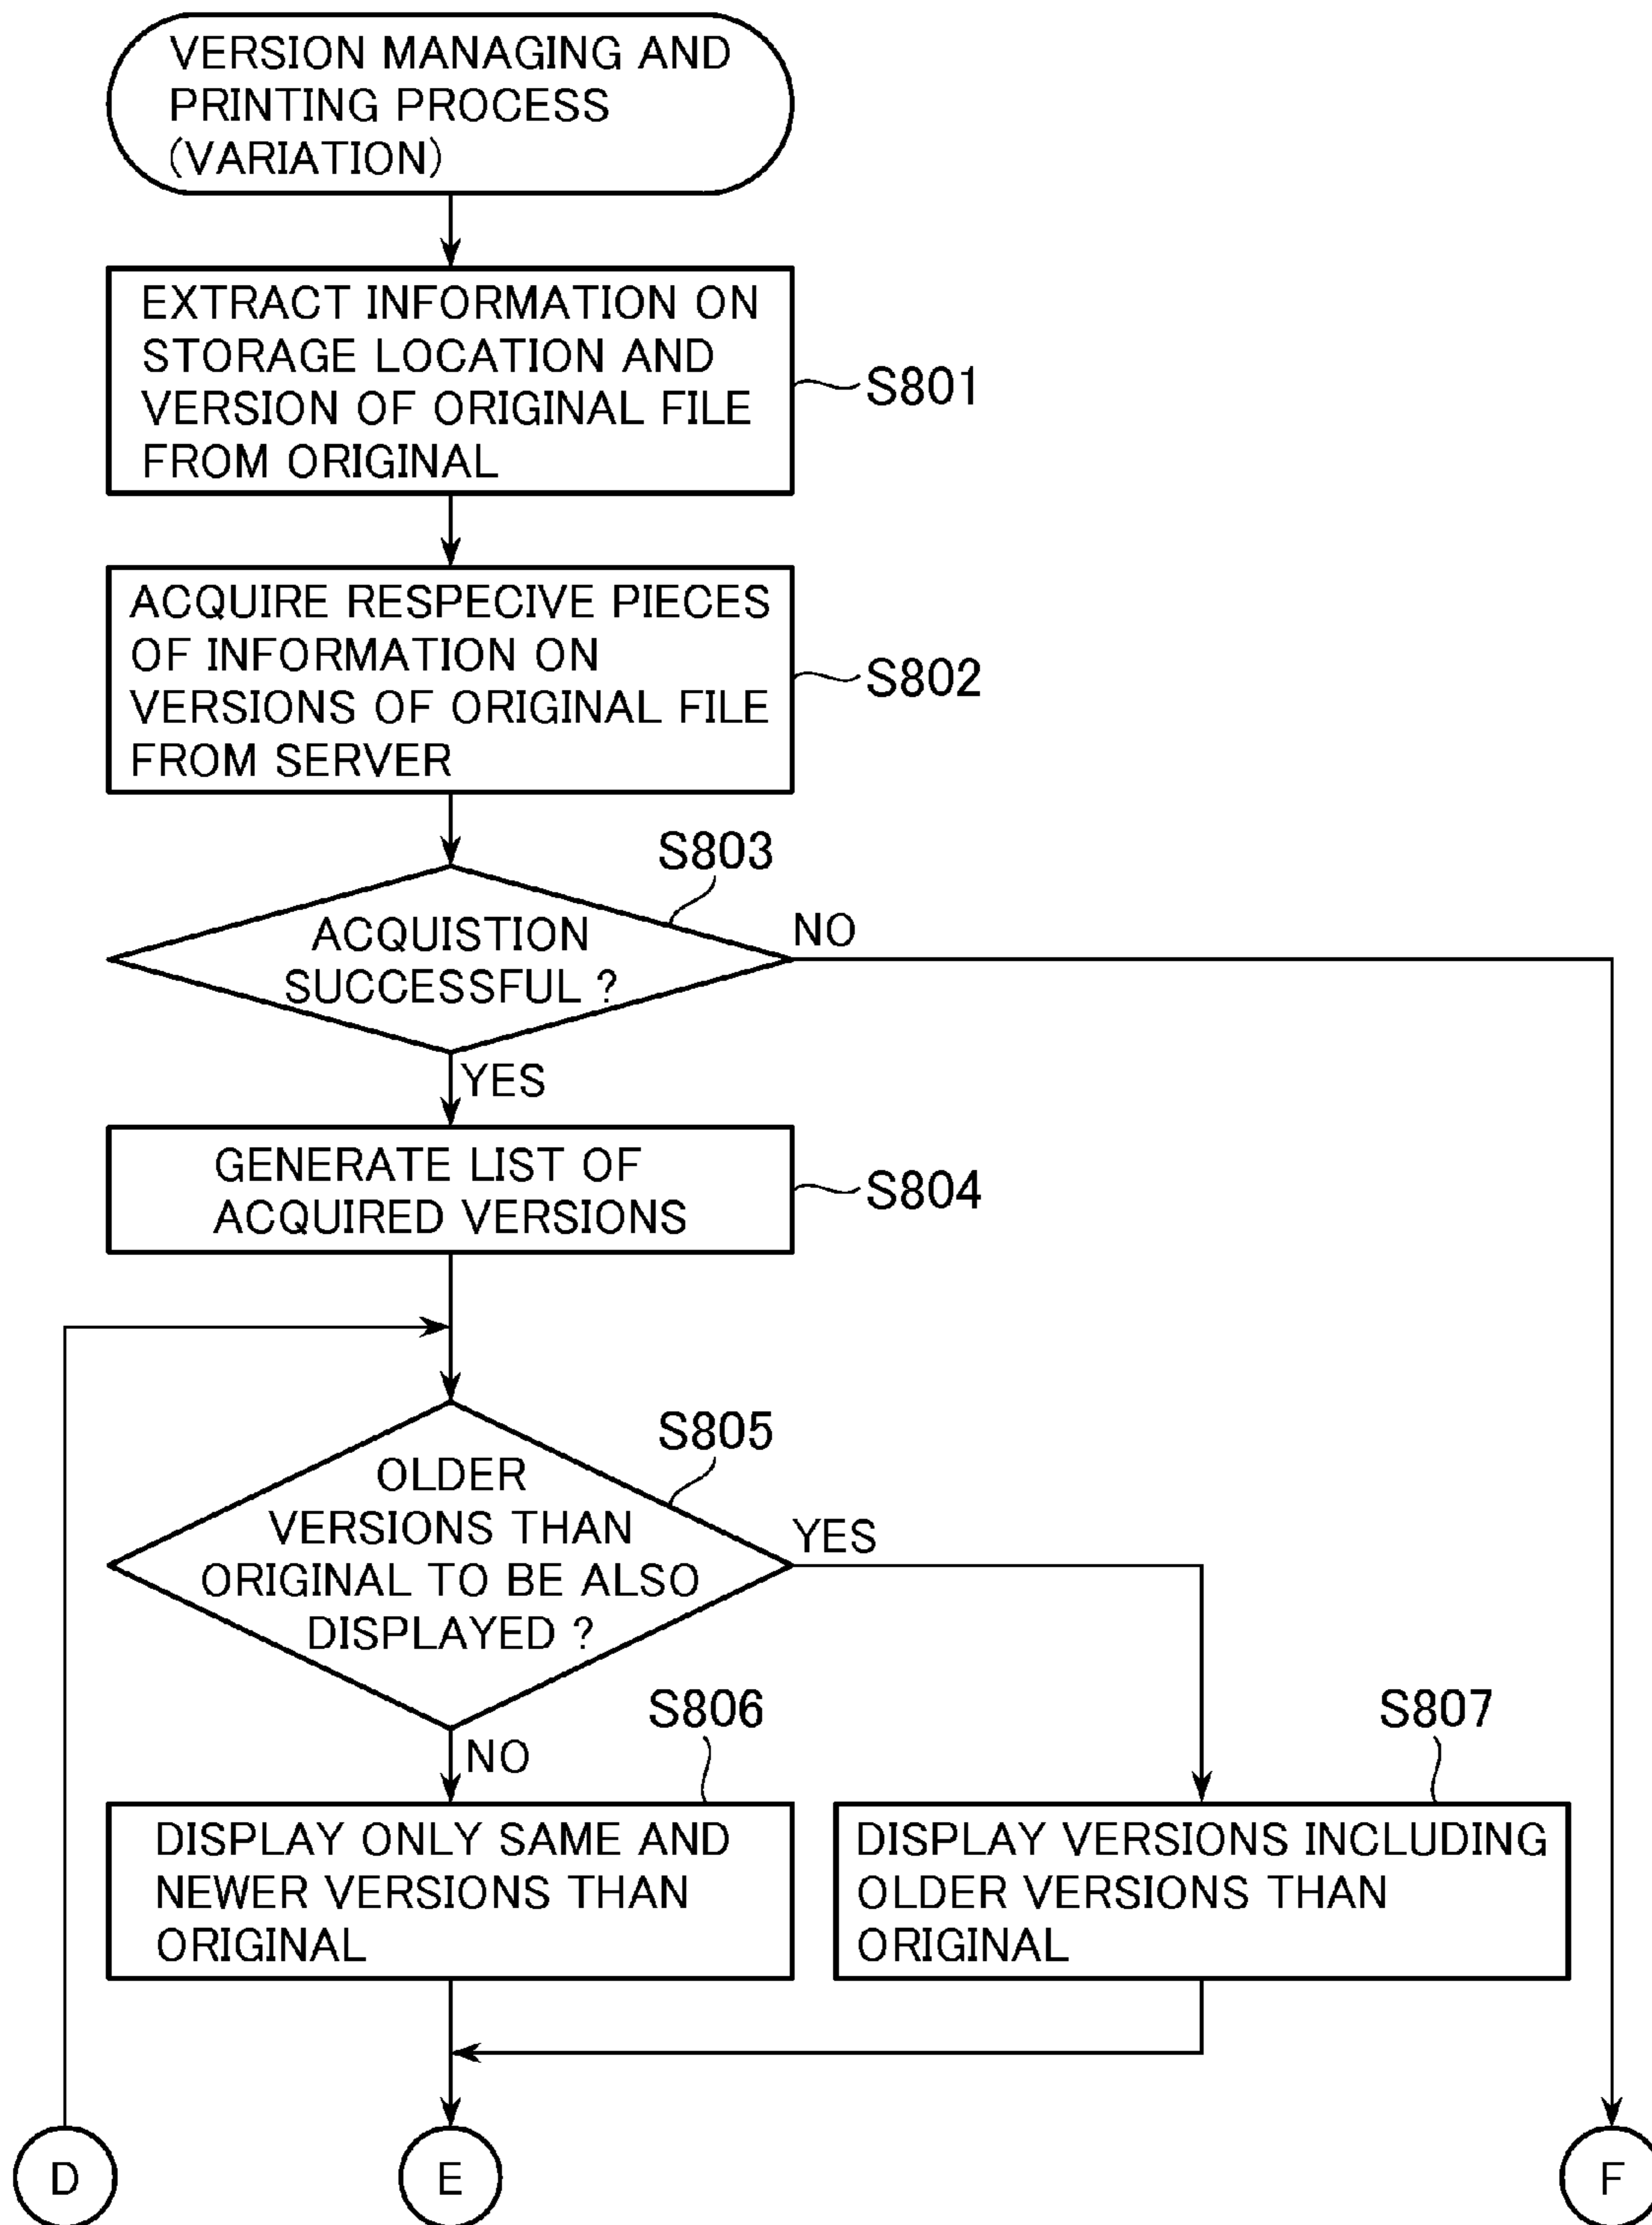 VERSION MANAGING AND
PRINTING PROCESS
(VARIATION)
EXTRACT INFORMATION ON
STORAGE LOCATION AND
VERSION OF ORIGINAL FILE
FROM ORIGINAL
S801
ACQUIRE RESPECIVE PIECES
OF INFORMATION ON
VERSIONS OF ORIGINAL FILE
FROM SERVER
S802
S803
ACQUISTION
SUCCESSFUL ?
NO
YES
GENERATE LIST OF
ACQUIRED VERSIONS
S804
S805
OLDER
VERSIONS THAN
ORIGINAL TO BE ALSO
DISPLAYED ?
YES
NO
S806
DISPLAY ONLY SAME AND
NEWER VERSIONS THAN
ORIGINAL
S807
DISPLAY VERSIONS INCLUDING
OLDER VERSIONS THAN
ORIGINAL
D
E
F